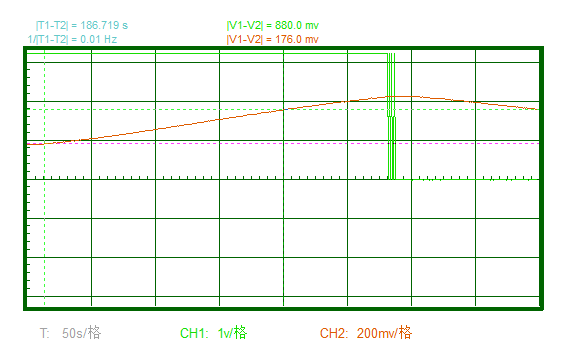 |T1-T2| = 186.719 s |V1-V2| = 880.0 mv
1/|T1-T2| = 0.01 Hz |V1-V2| = 176.0 mv
T: 50s/格 CH1: 1v/格 CH2: 200mv/格